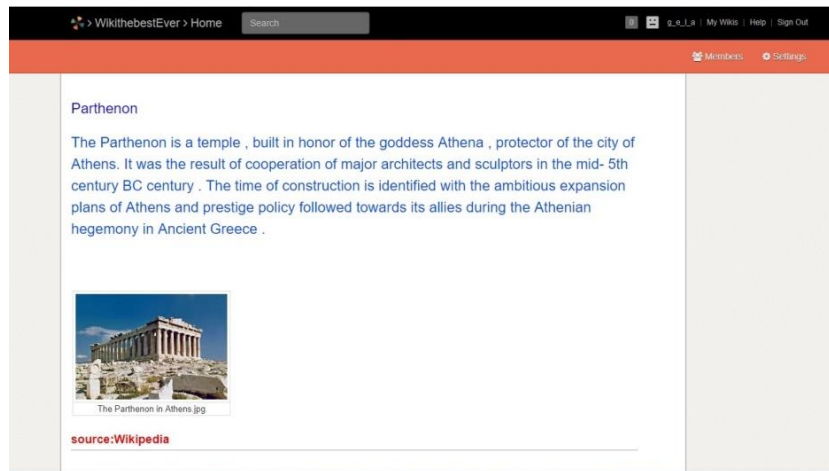 > WikithebestEver > Home Search 0 g_e_l_a | My Wikis | Help | Sign Out
Members Settings
Parthenon
The Parthenon is a temple , built in honor of the goddess Athena , protector of the city of
Athens. It was the result of cooperation of major architects and sculptors in the mid- 5th
century BC century . The time of construction is identified with the ambitious expansion
plans of Athens and prestige policy followed towards its allies during the Athenian
hegemony in Ancient Greece .
The Parthenon in Athens.jpg
source:Wikipedia